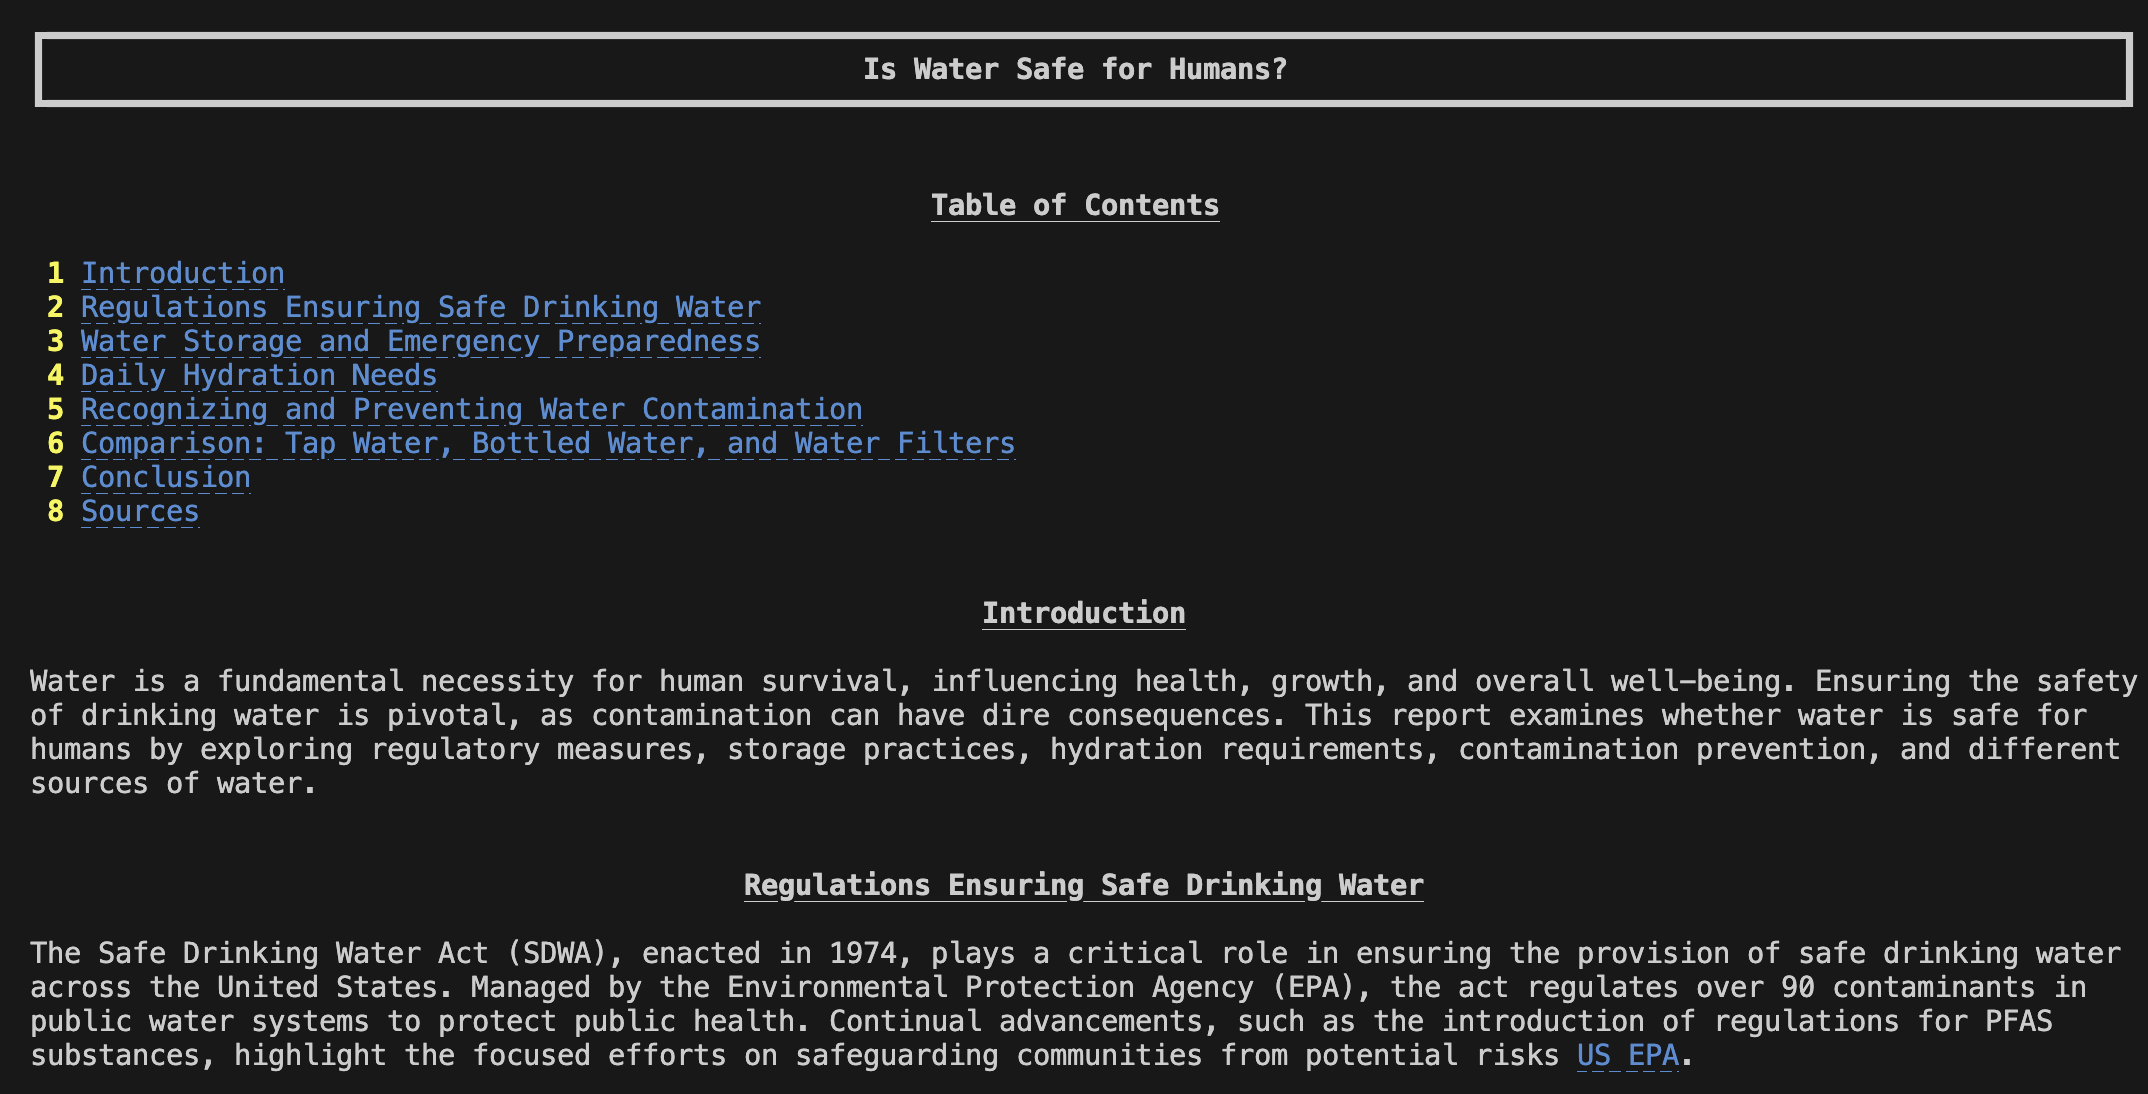 Is Water Safe for Humans?
Table of Contents
1 Introduction
2 Regulations Ensuring Safe Drinking Water
3 Water Storage and Emergency Preparedness
4 Daily Hydration Needs
5 Recognizing and Preventing Water Contamination
6 Comparison: Tap Water, Bottled Water, and Water Filters
7 Conclusion
8 Sources
Introduction
Water is a fundamental necessity for human survival, influencing health, growth, and overall well-being. Ensuring the safety
of drinking water is pivotal, as contamination can have dire consequences. This report examines whether water is safe for
humans by exploring regulatory measures, storage practices, hydration requirements, contamination prevention, and different
sources of water.
Regulations Ensuring Safe Drinking Water
The Safe Drinking Water Act (SDWA), enacted in 1974, plays a critical role in ensuring the provision of safe drinking water
across the United States. Managed by the Environmental Protection Agency (EPA), the act regulates over 90 contaminants in
public water systems to protect public health. Continual advancements, such as the introduction of regulations for PFAS
substances, highlight the focused efforts on safeguarding communities from potential risks US EPA.